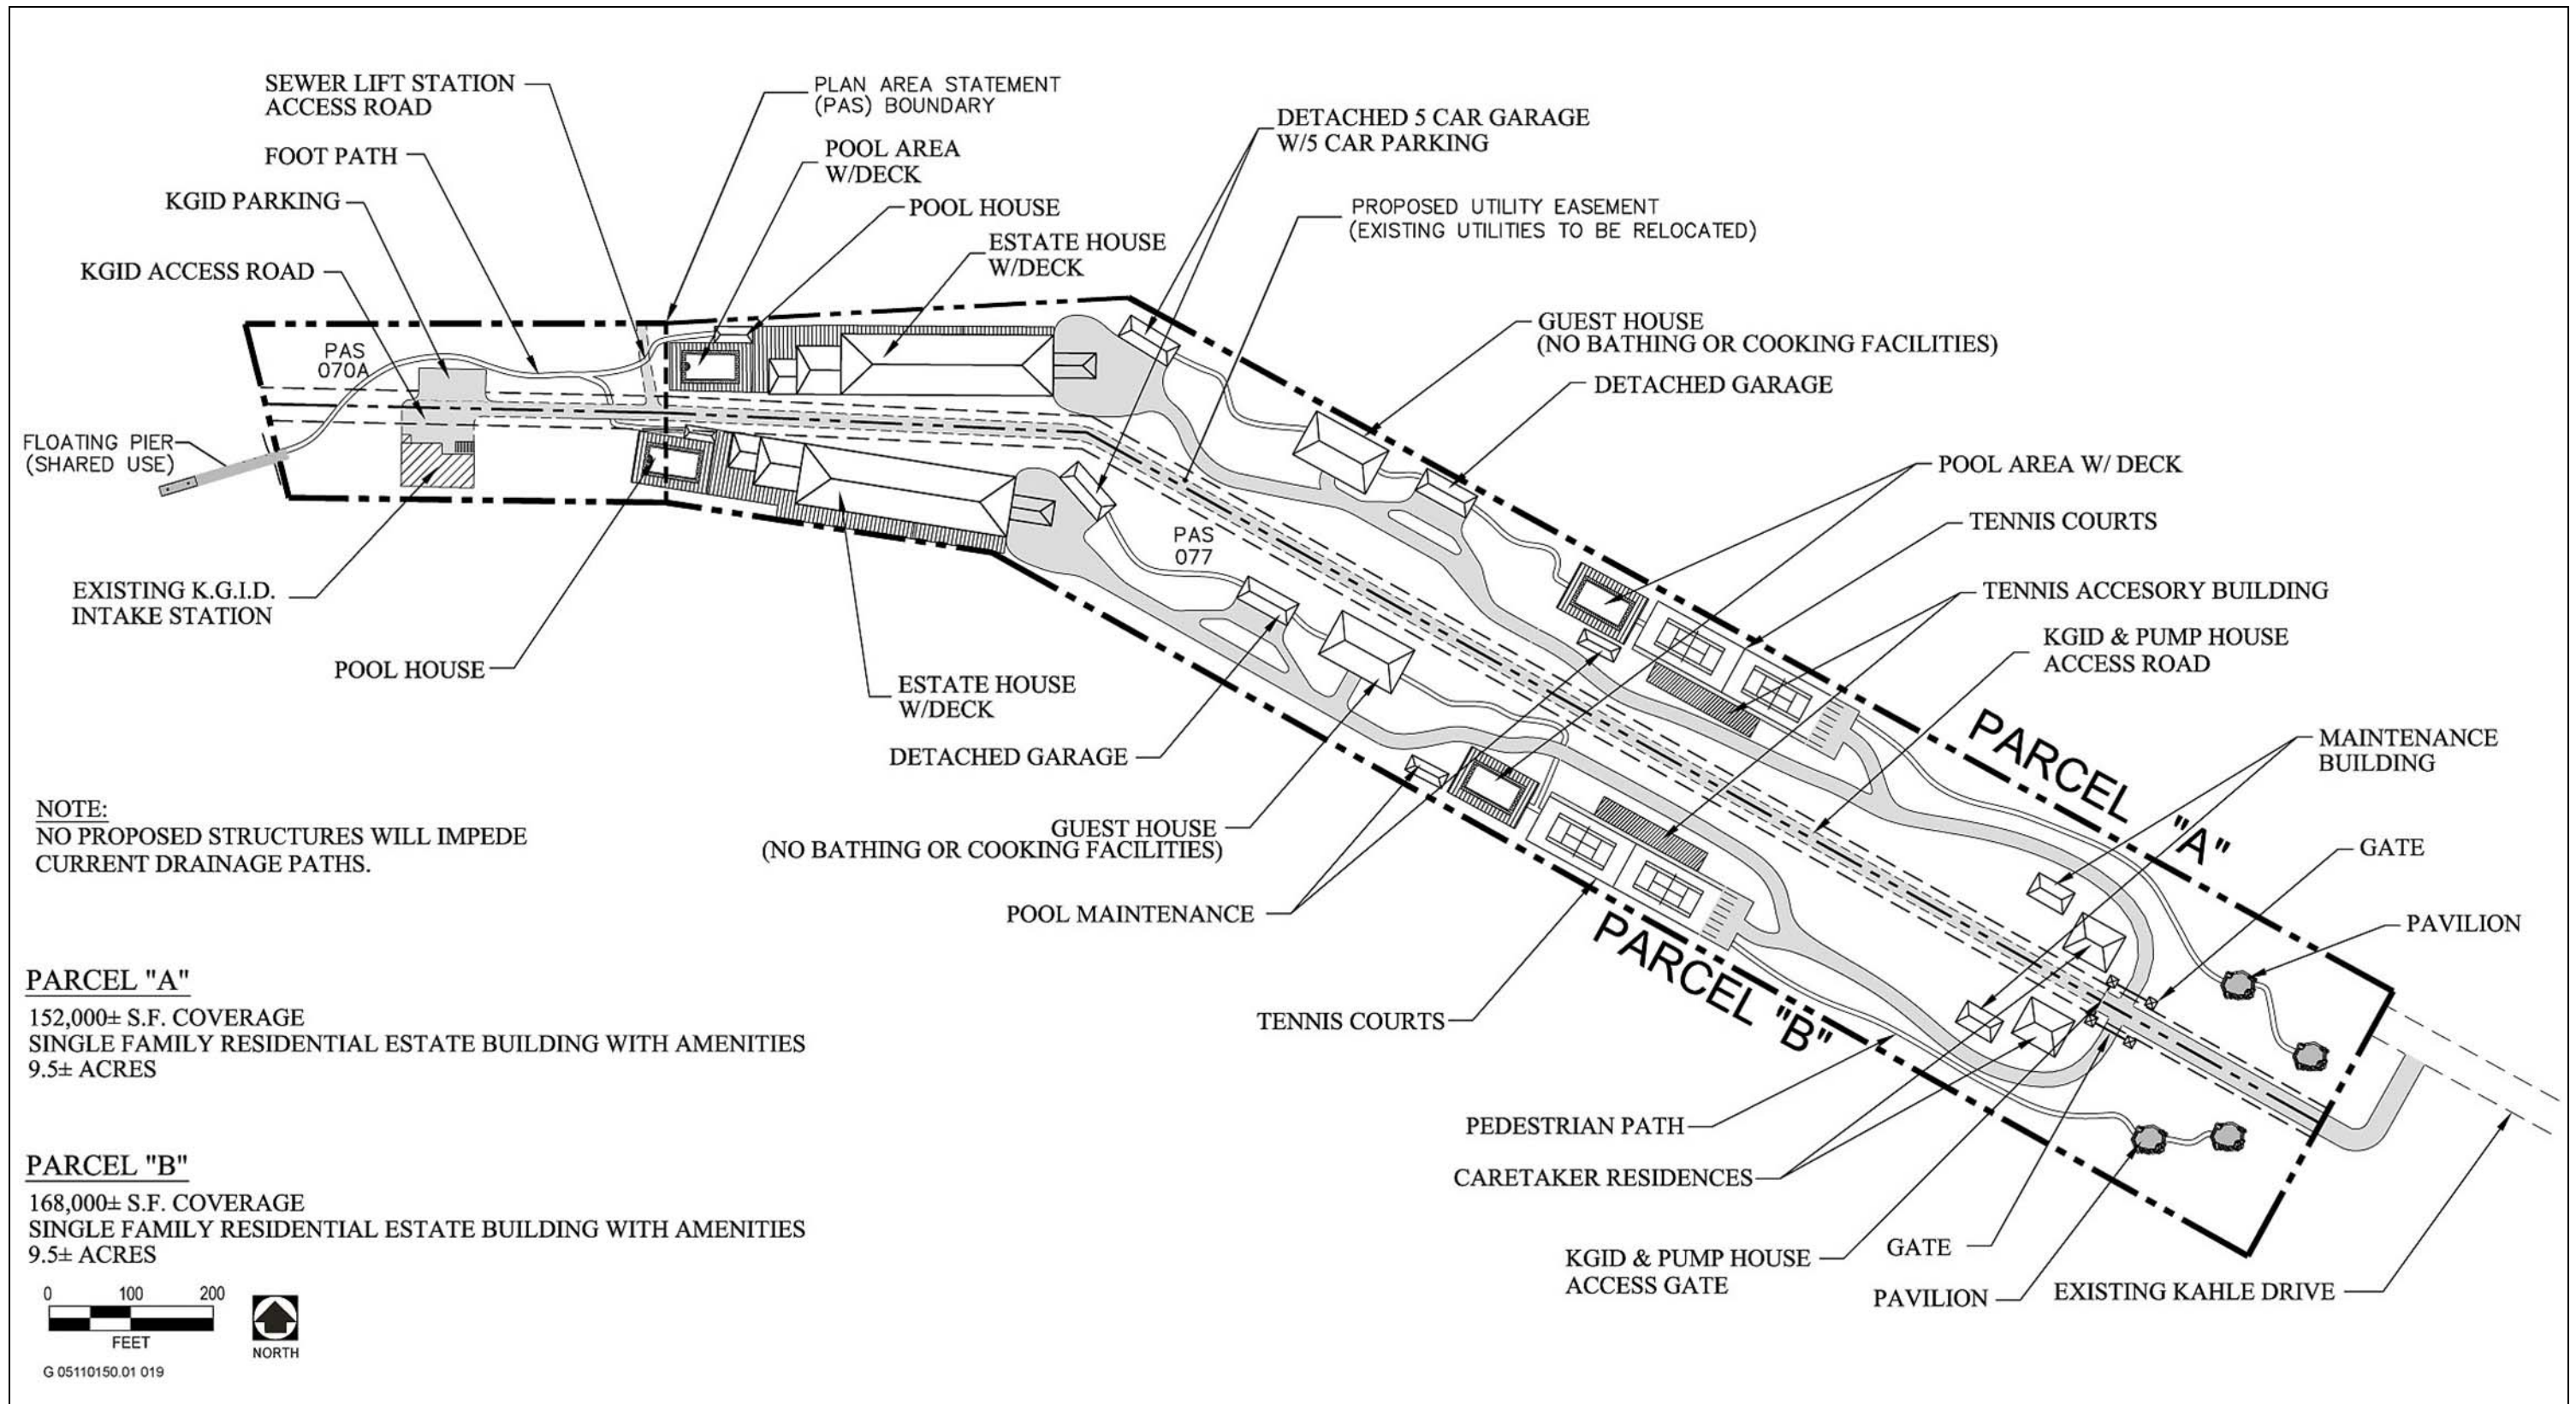 SEWER LIFT STATION
ACCESS ROAD
PLAN AREA STATEMENT
(PAS) BOUNDARY
DETACHED 5 CAR GARAGE
W/5 CAR PARKING
FOOT PATH
POOL AREA
W/DECK
KGID PARKING
POOL HOUSE
PROPOSED UTILITY EASEMENT
(EXISTING UTILITIES TO BE RELOCATED)
ESTATE HOUSE
W/DECK
KGID ACCESS ROAD
GUEST HOUSE
(NO BATHING OR COOKING FACILITIES)
PAS
070A
DETACHED GARAGE
FLOATING PIER
(SHARED USE)
POOL AREA W/ DECK
TENNIS COURTS
PAS
077
EXISTING K.G.I.D.
INTAKE STATION
TENNIS ACCESORY BUILDING
KGID & PUMP HOUSE
ACCESS ROAD
POOL HOUSE
ESTATE HOUSE
W/DECK
PARCEL "A"
MAINTENANCE
BUILDING
DETACHED GARAGE
NOTE:
NO PROPOSED STRUCTURES WILL IMPEDE
CURRENT DRAINAGE PATHS.
GUEST HOUSE
(NO BATHING OR COOKING FACILITIES)
GATE
POOL MAINTENANCE
PAVILION
PARCEL "B"
PARCEL "A"
152,000± S.F. COVERAGE
SINGLE FAMILY RESIDENTIAL ESTATE BUILDING WITH AMENITIES
9.5± ACRES
TENNIS COURTS
PEDESTRIAN PATH
CARETAKER RESIDENCES
PARCEL "B"
168,000± S.F. COVERAGE
SINGLE FAMILY RESIDENTIAL ESTATE BUILDING WITH AMENITIES
9.5± ACRES
KGID & PUMP HOUSE
ACCESS GATE
GATE
PAVILION
EXISTING KAHLE DRIVE
0 100 200
FEET
NORTH
G 05110150.01 019